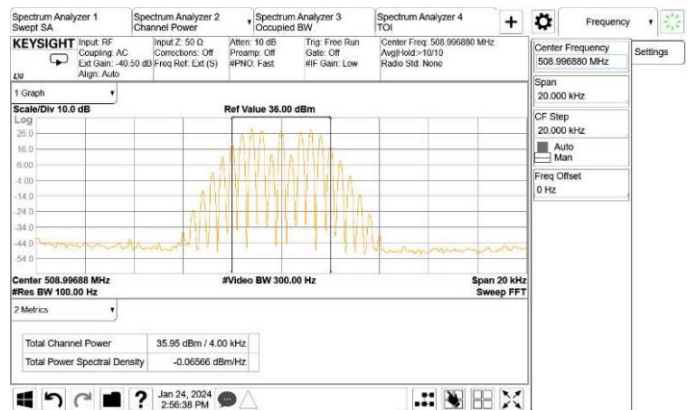 Spectrum Analyzer 1
Swept SA
Spectrum Analyzer 2
Channel Power
Spectrum Analyzer 3
Occupied BW
Spectrum Analyzer 4
TOI
Frequency
KEYSIGHT
Input: RF
Coupling: AC
Ext Gain: -40.50 dB
Align: Auto
Input Z: 50 Ω
Corrections: Off
Freq Ref: Ext (S)
Atten: 10 dB
Preamp: Off
#PNO: Fast
Trig: Free Run
Gate: Off
#IF Gain: Low
Center Freq: 508.996880 MHz
Avg|Hold:>10/10
Radio Std: None
LXI
Center Frequency
508.996880 MHz
Settings
Span
20.000 kHz
CF Step
20.000 kHz
Auto
Man
Freq Offset
0 Hz
1 Graph
Scale/Div 10.0 dB
Ref Value 36.00 dBm
Log
26.0
16.0
6.00
-4.00
-14.0
-24.0
-34.0
-44.0
-54.0
Center 508.99688 MHz
#Video BW 300.00 Hz
Span 20 kHz
#Res BW 100.00 Hz
Sweep FFT
2 Metrics
Total Channel Power 35.95 dBm / 4.00 kHz
Total Power Spectral Density -0.06566 dBm/Hz
Jan 24, 2024
2:56:38 PM